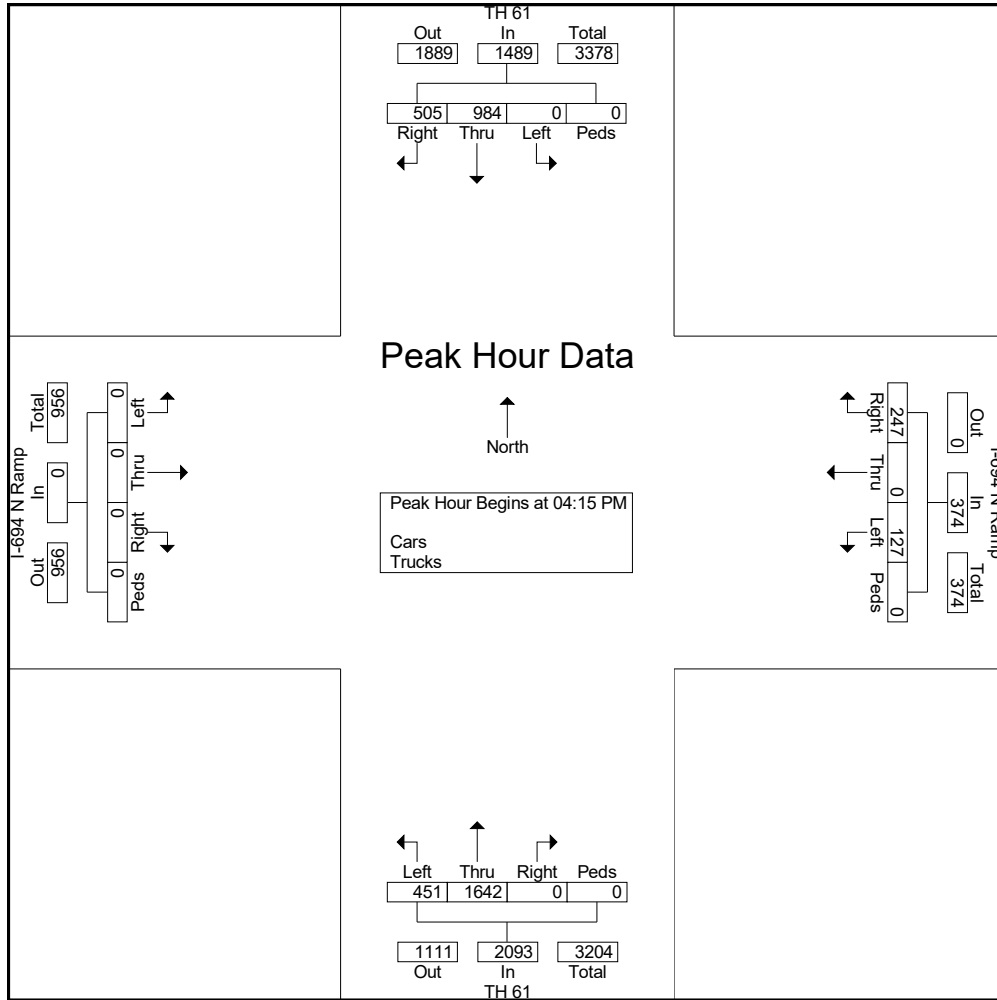 TH 61
Out In Total
1889 1489 3378
505 984 0 0
Right Thru Left Peds
Peak Hour Data
North
Peak Hour Begins at 04:15 PM
Cars
Trucks
I-694 N Ramp
Total In Out
956 0 956
0 0 0 0
Left Thru Right Peds
Right Thru Left Peds
247 0 127 0
Out In Total
0 374 374
I-694 N Ramp
Left Thru Right Peds
451 1642 0 0
1111 2093 3204
Out In Total
TH 61